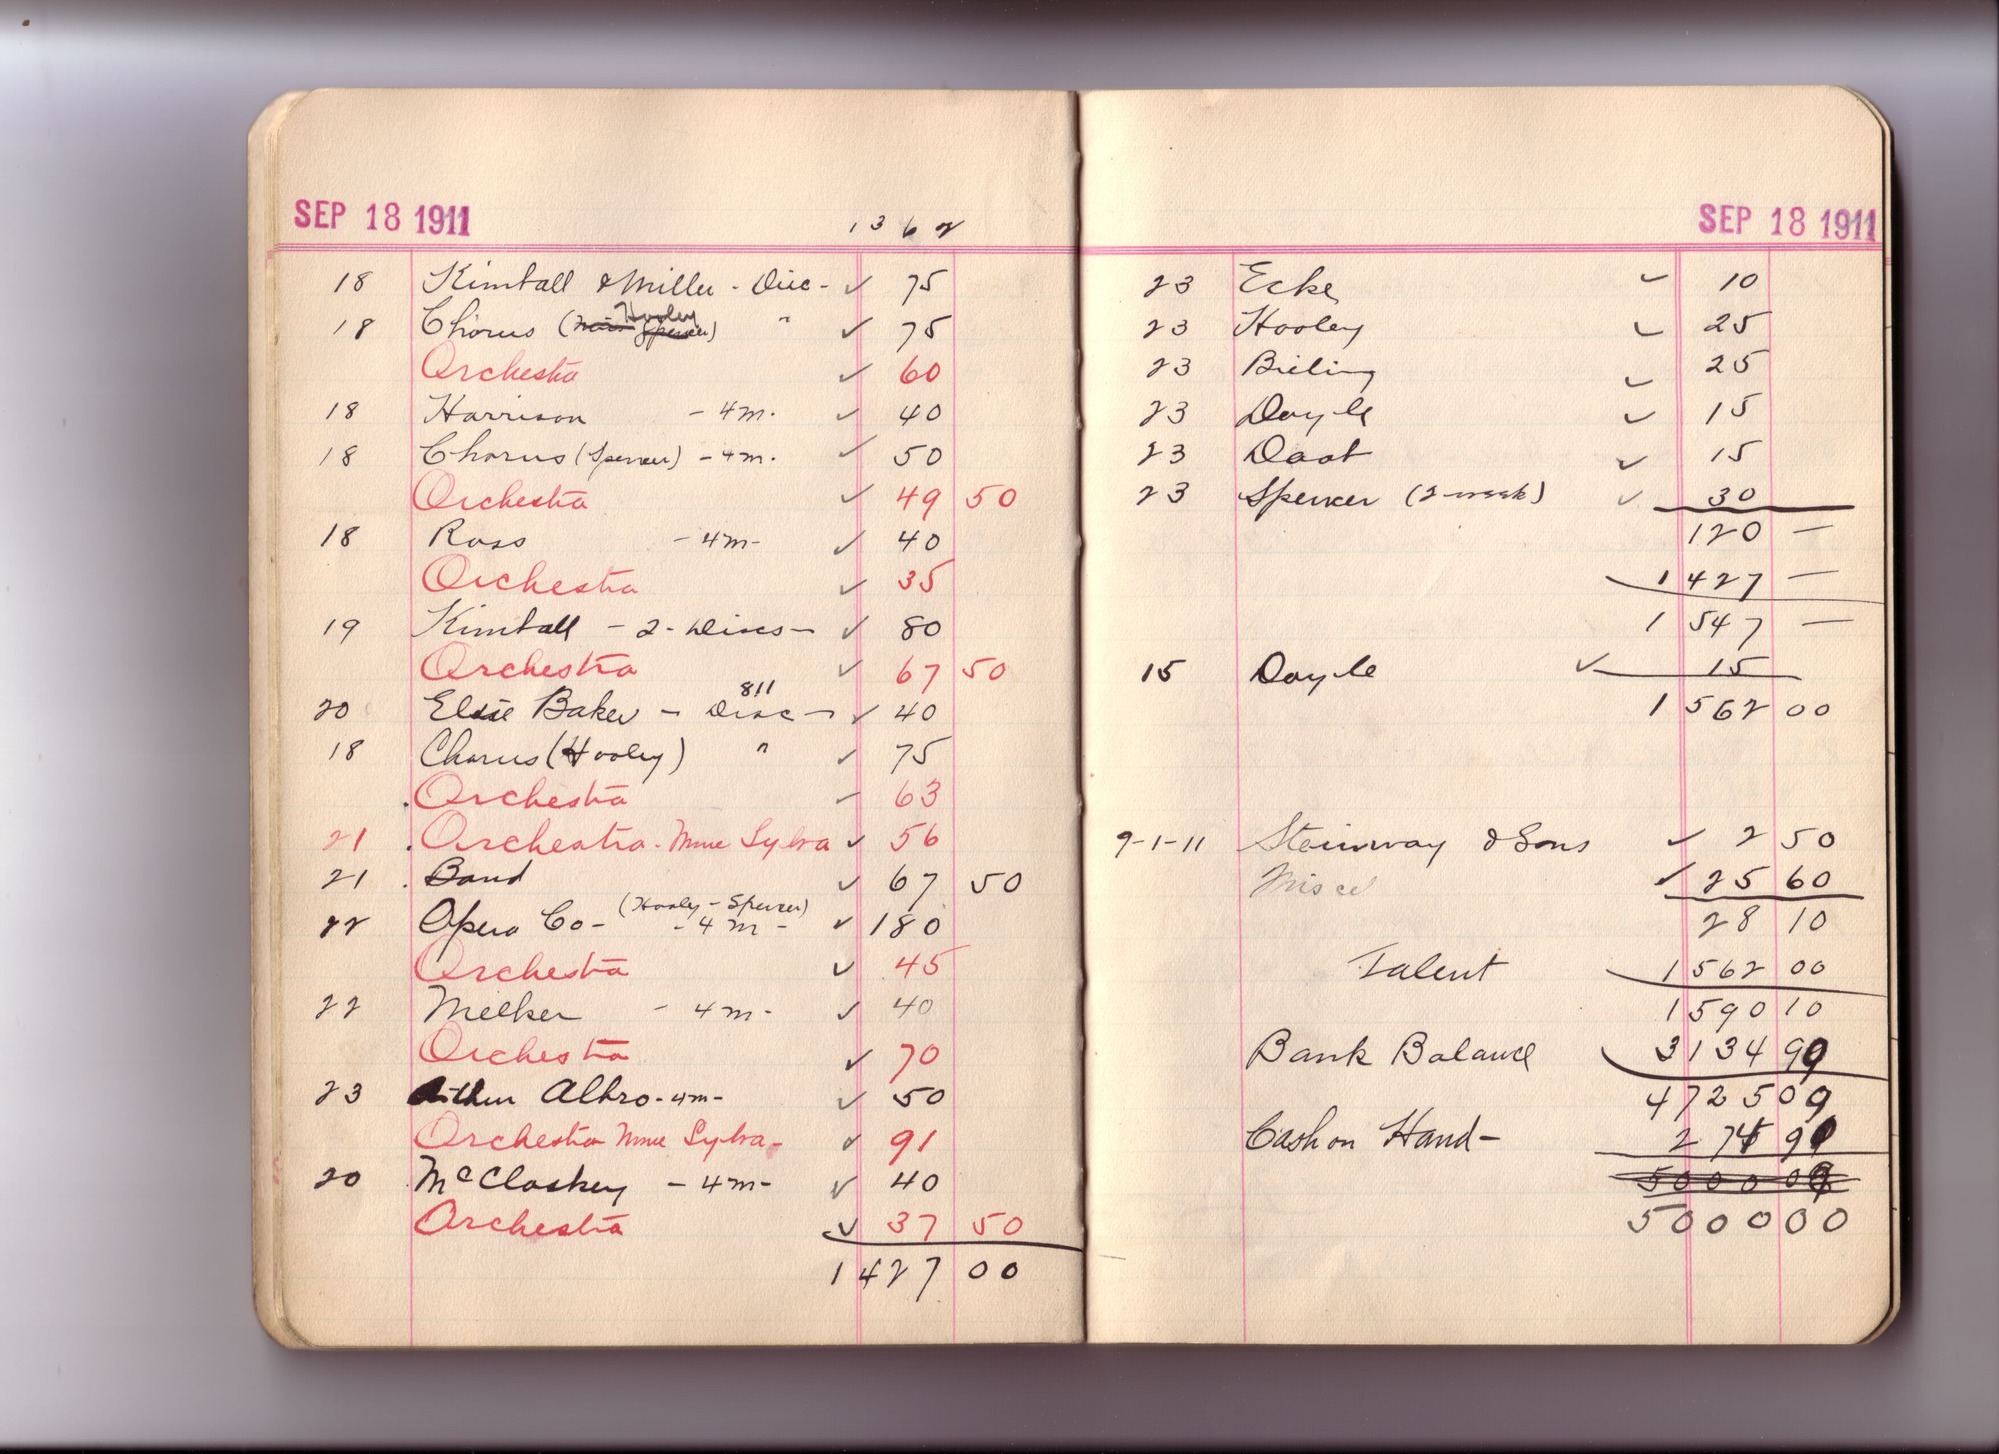 SEP 18 1911
1362
18 Kimball & Miller - Disc - ✓ 75
18 Chorus (Hooley) " ✓ 75
Orchestra ✓ 60
18 Harrison - 4m. ✓ 40
18 Chorus (Spencer) - 4m. ✓ 50
Orchestra ✓ 49 50
18 Ross - 4m - ✓ 40
Orchestra ✓ 35
19 Kimball - 2 - Discs - ✓ 80
Orchestra ✓ 67 50
811
20 Elsie Baker - Disc - ✓ 40
18 Chorus (Hooley) " ✓ 75
Orchestra ✓ 63
21 Orchestra - Mme Sylva ✓ 56
21 Band ✓ 67 50
(Hooley - Spencer)
22 Opera Co - - 4m - ✓ 180
Orchestra ✓ 45
22 - 4m - ✓ 40
Orchestra ✓ 70
23 Arthur Albro - 4m - ✓ 50
Orchestra Mme Sylva - ✓ 91
20 McCloskey - 4m - ✓ 40
Orchestra ✓ 37 50
1427 00
SEP 18 1911
23 Ecke ✓ 10
23 Hooley ✓ 25
23 Bieling ✓ 25
23 Doyle ✓ 15
23 Daab ✓ 15
23 Spencer (2-week) ✓ 30
120 —
1427 —
1547 —
15 Doyle ✓ 15
1562 00
9-1-11 Steinway & Sons ✓ 2 50
Miscel ✓ 25 60
28 10
Talent 1562 00
1590 10
Bank Balance 3134 99
4725 09
Cash on Hand - 274 91
5000 00
5000 00